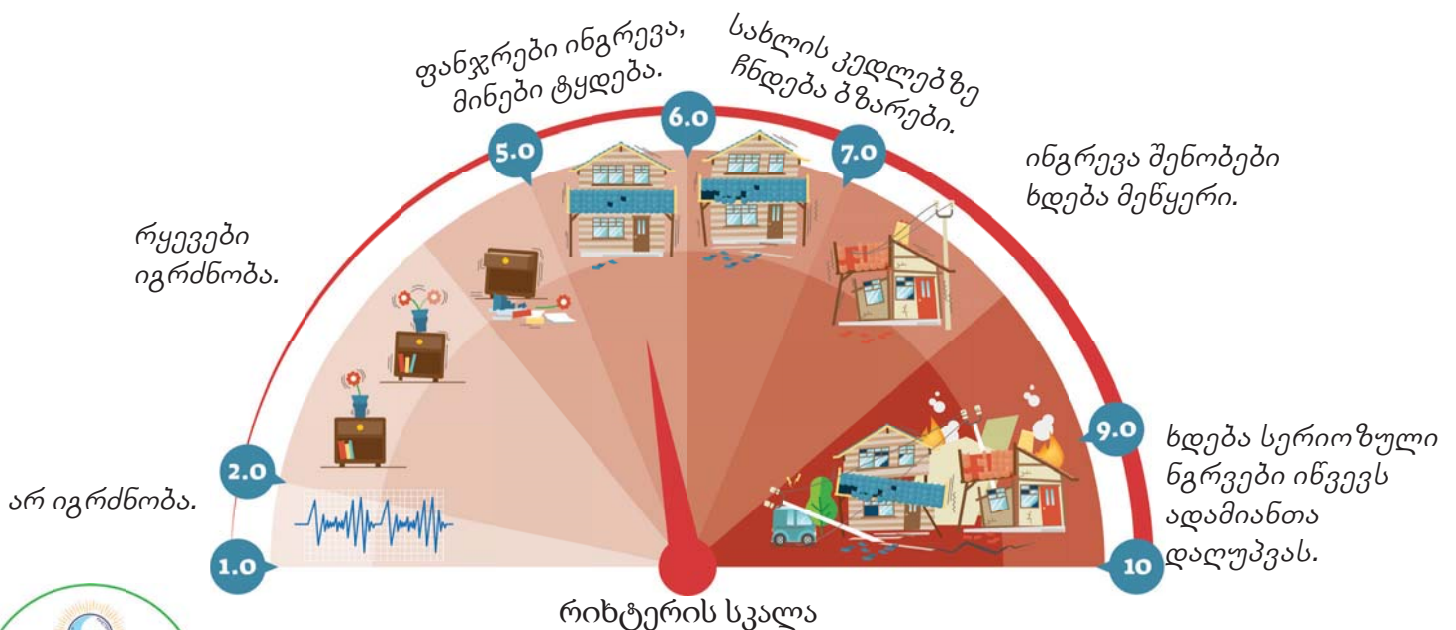 ფანჯრები ინგრევა,
მინები ტყდება.
სახლის კედლებზე
ჩნდება ბზარები.
6.0
5.0
7.0
ინგრევა შენობები
ხდება მეწყერი.
რყევები
იგრძნობა.
9.0
ხდება სერიოზული
ნგრვები იწვევს
ადამიანთა
დაღუპვას.
2.0
არ იგრძნობა.
1.0
10
რიხტერის სკალა